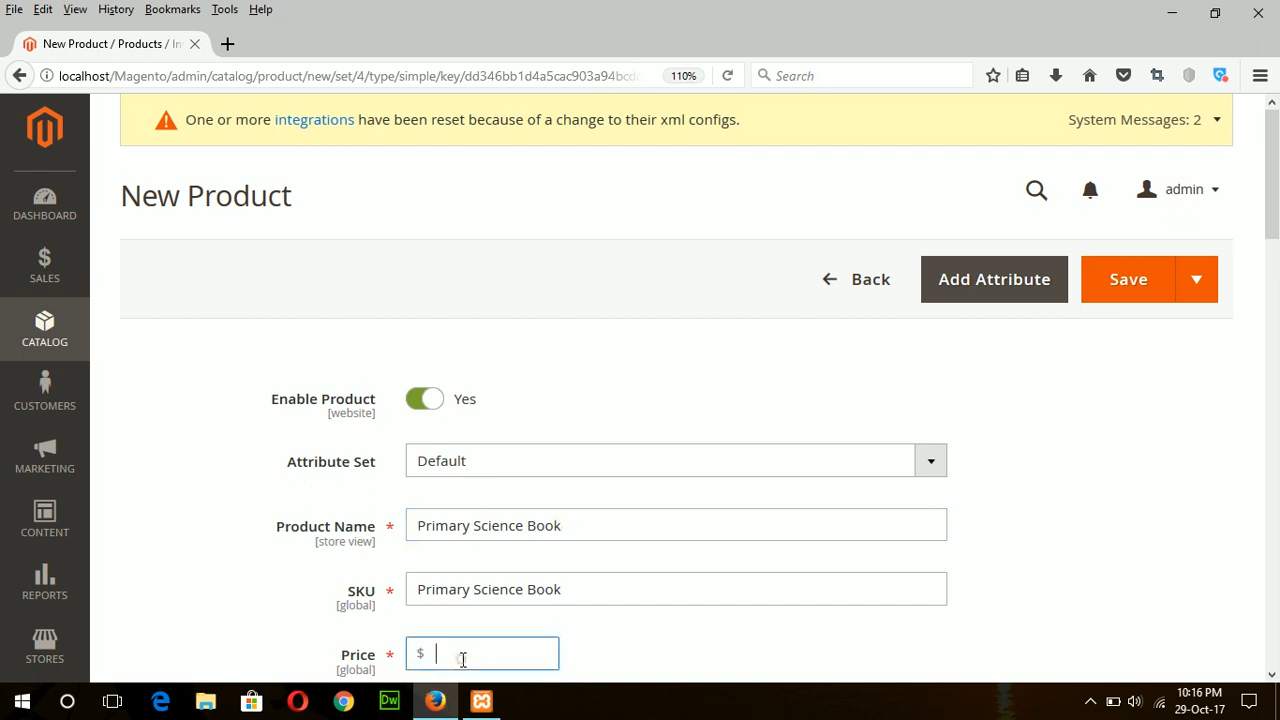 File Edit View History Bookmarks Tools Help
New Product / Products / In
localhost/Magento/admin/catalog/product/new/set/4/type/simple/key/dd346bb1d4a5cac903a94bcd 110% Search
One or more integrations have been reset because of a change to their xml configs. System Messages: 2
New Product
admin
DASHBOARD
SALES
CATALOG
CUSTOMERS
MARKETING
CONTENT
REPORTS
STORES
Back Add Attribute Save
Enable Product Yes
[website]
Attribute Set Default
Product Name * Primary Science Book
[store view]
SKU * Primary Science Book
[global]
Price * $
[global]
Dw
10:16 PM
29-Oct-17